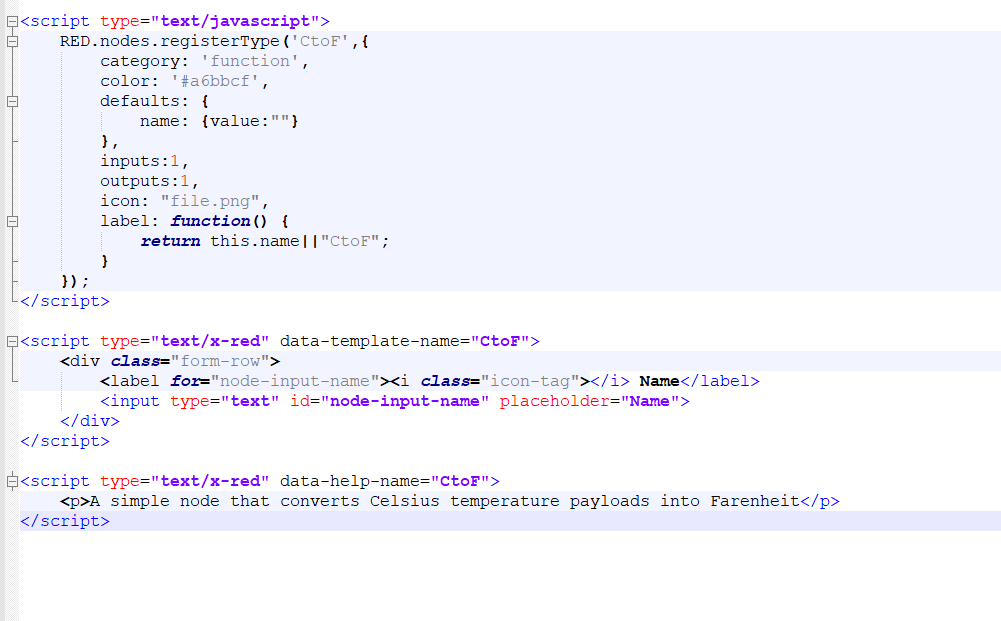 <script type="text/javascript">
    RED.nodes.registerType('CtoF',{
        category: 'function',
        color: '#a6bbcf',
        defaults: {
            name: {value:""}
        },
        inputs:1,
        outputs:1,
        icon: "file.png",
        label: function() {
            return this.name||"CtoF";
        }
    });
</script>

<script type="text/x-red" data-template-name="CtoF">
    <div class="form-row">
        <label for="node-input-name"><i class="icon-tag"></i> Name</label>
        <input type="text" id="node-input-name" placeholder="Name">
    </div>
</script>

<script type="text/x-red" data-help-name="CtoF">
    <p>A simple node that converts Celsius temperature payloads into Farenheit</p>
</script>